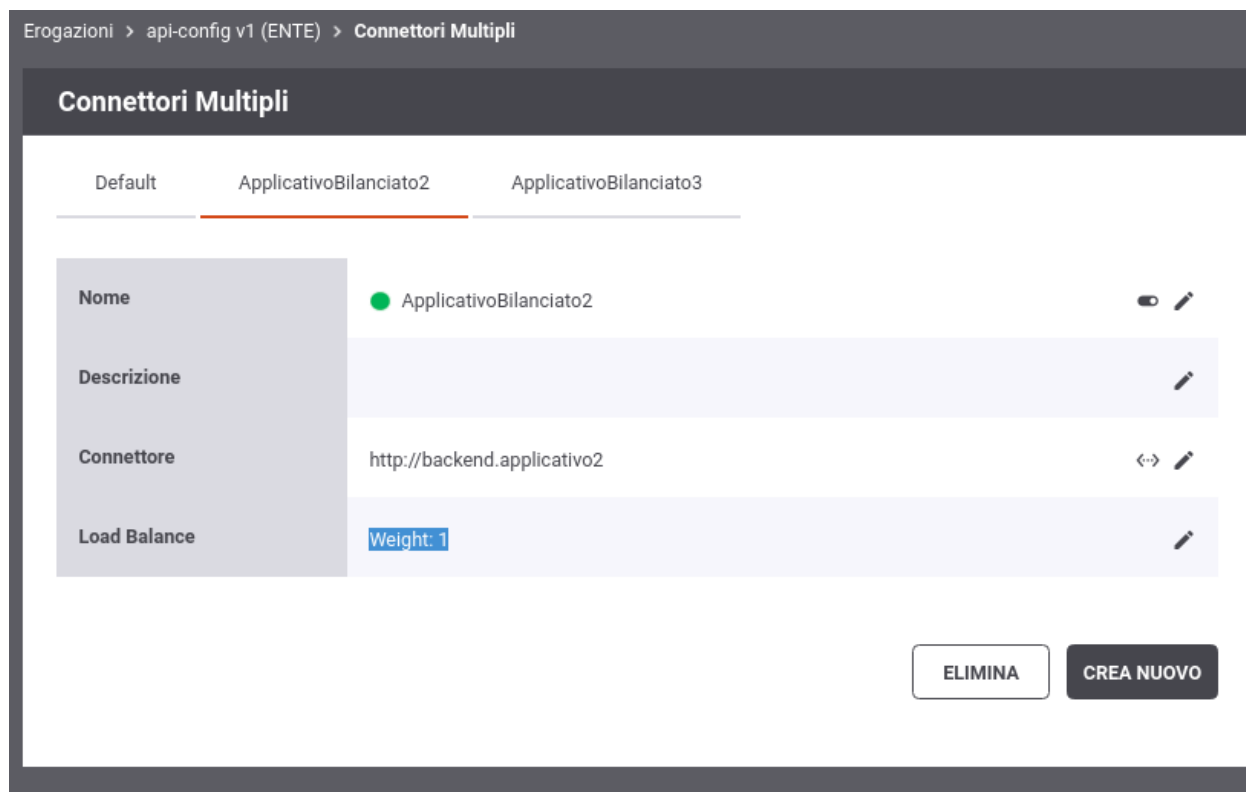 Erogazioni > api-config v1 (ENTE) > Connettori Multipli
Connettori Multipli
Default ApplicativoBilanciato2 ApplicativoBilanciato3
Nome ApplicativoBilanciato2
Descrizione
Connettore http://backend.applicativo2
Load Balance Weight: 1
ELIMINA CREA NUOVO